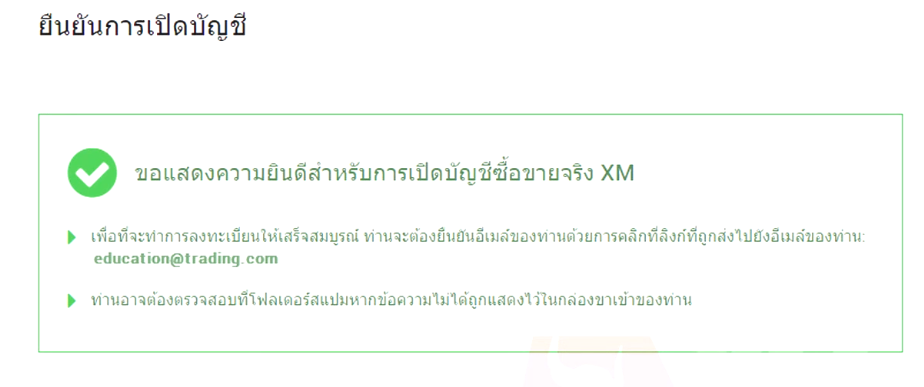 ยืนยันการเปิดบัญชี
ขอแสดงความยินดีสำหรับการเปิดบัญชีซื้อขายจริง XM
เพื่อที่จะทำการลงทะเบียนให้เสร็จสมบูรณ์ ท่านจะต้องยืนยันอีเมล์ของท่านด้วยการคลิกที่ลิงก์ที่ถูกส่งไปยังอีเมล์ของท่าน:
education@trading.com
ท่านอาจต้องตรวจสอบที่โฟลเดอร์สแปมหากข้อความไม่ได้ถูกแสดงไว้ในกล่องขาเข้าของท่าน